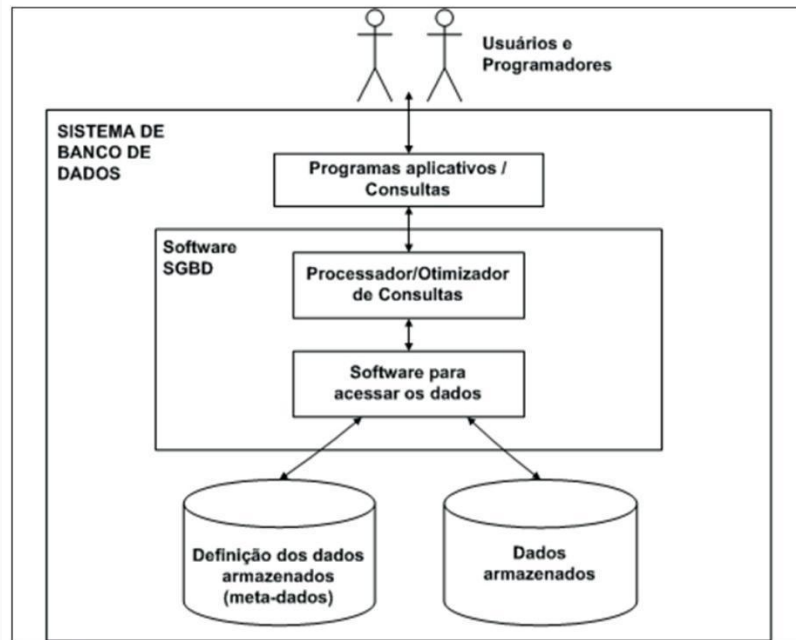 Usuários e
Programadores
SISTEMA DE
BANCO DE
DADOS
Programas aplicativos /
Consultas
Software
SGBD
Processador/Otimizador
de Consultas
Software para
acessar os dados
Definição dos dados
armazenados
(meta-dados)
Dados
armazenados